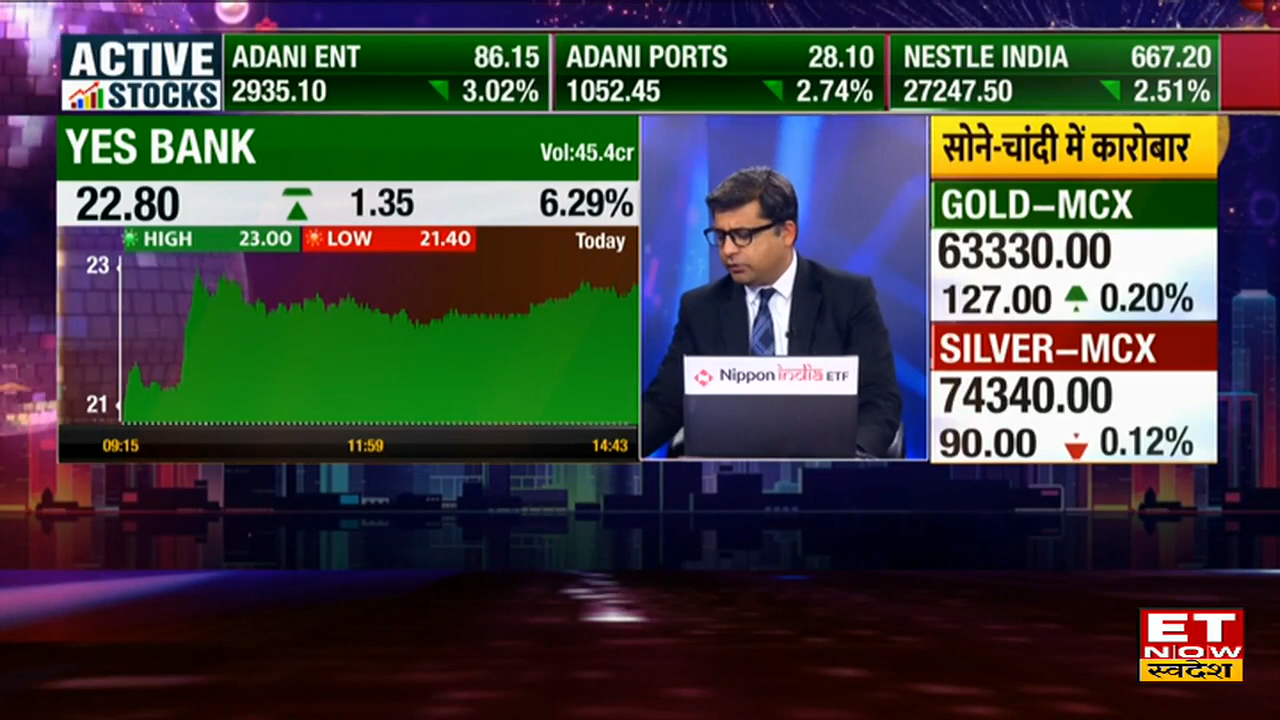 ACTIVE STOCKS
ADANI ENT 86.15
2935.10 3.02%
ADANI PORTS 28.10
1052.45 2.74%
NESTLE INDIA 667.20
27247.50 2.51%
YES BANK Vol:45.4cr
22.80 1.35 6.29%
HIGH 23.00 LOW 21.40 Today
23
21
09:15 11:59 14:43
Nippon india ETF
सोने-चांदी में कारोबार
GOLD–MCX
63330.00
127.00 0.20%
SILVER–MCX
74340.00
90.00 0.12%
ET
NOW
स्वदेश